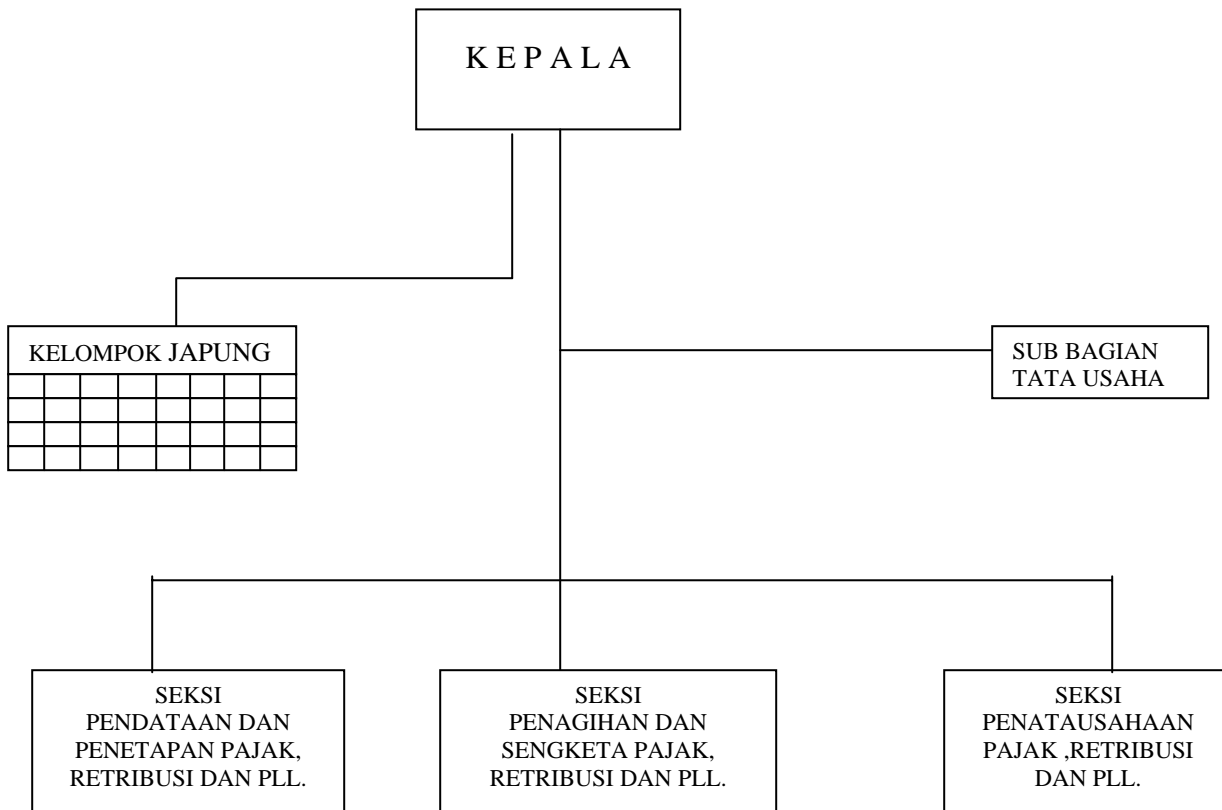 K E P A L A
KELOMPOK JAPUNG
SUB BAGIAN
TATA USAHA
SEKSI
PENDATAAN DAN
PENETAPAN PAJAK,
RETRIBUSI DAN PLL.
SEKSI
PENAGIHAN DAN
SENGKETA PAJAK,
RETRIBUSI DAN PLL.
SEKSI
PENATAUSAHAAN
PAJAK ,RETRIBUSI
DAN PLL.